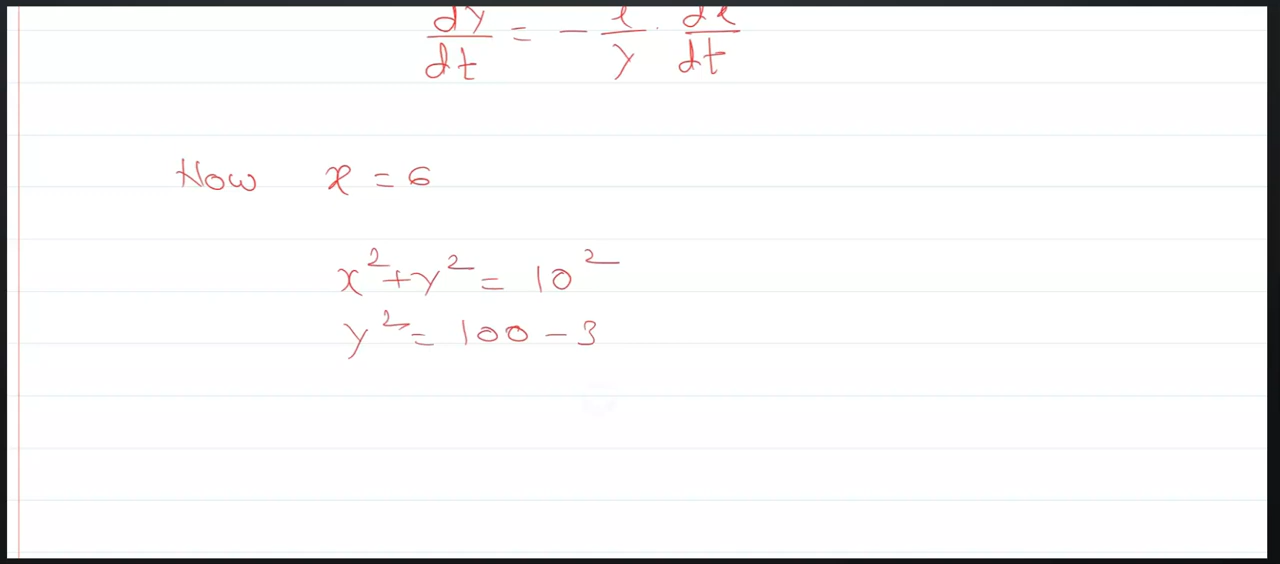 dy/dt = - x/y · dx/dt
Now x = 6
x² + y² = 10²
y² = 100 - 3